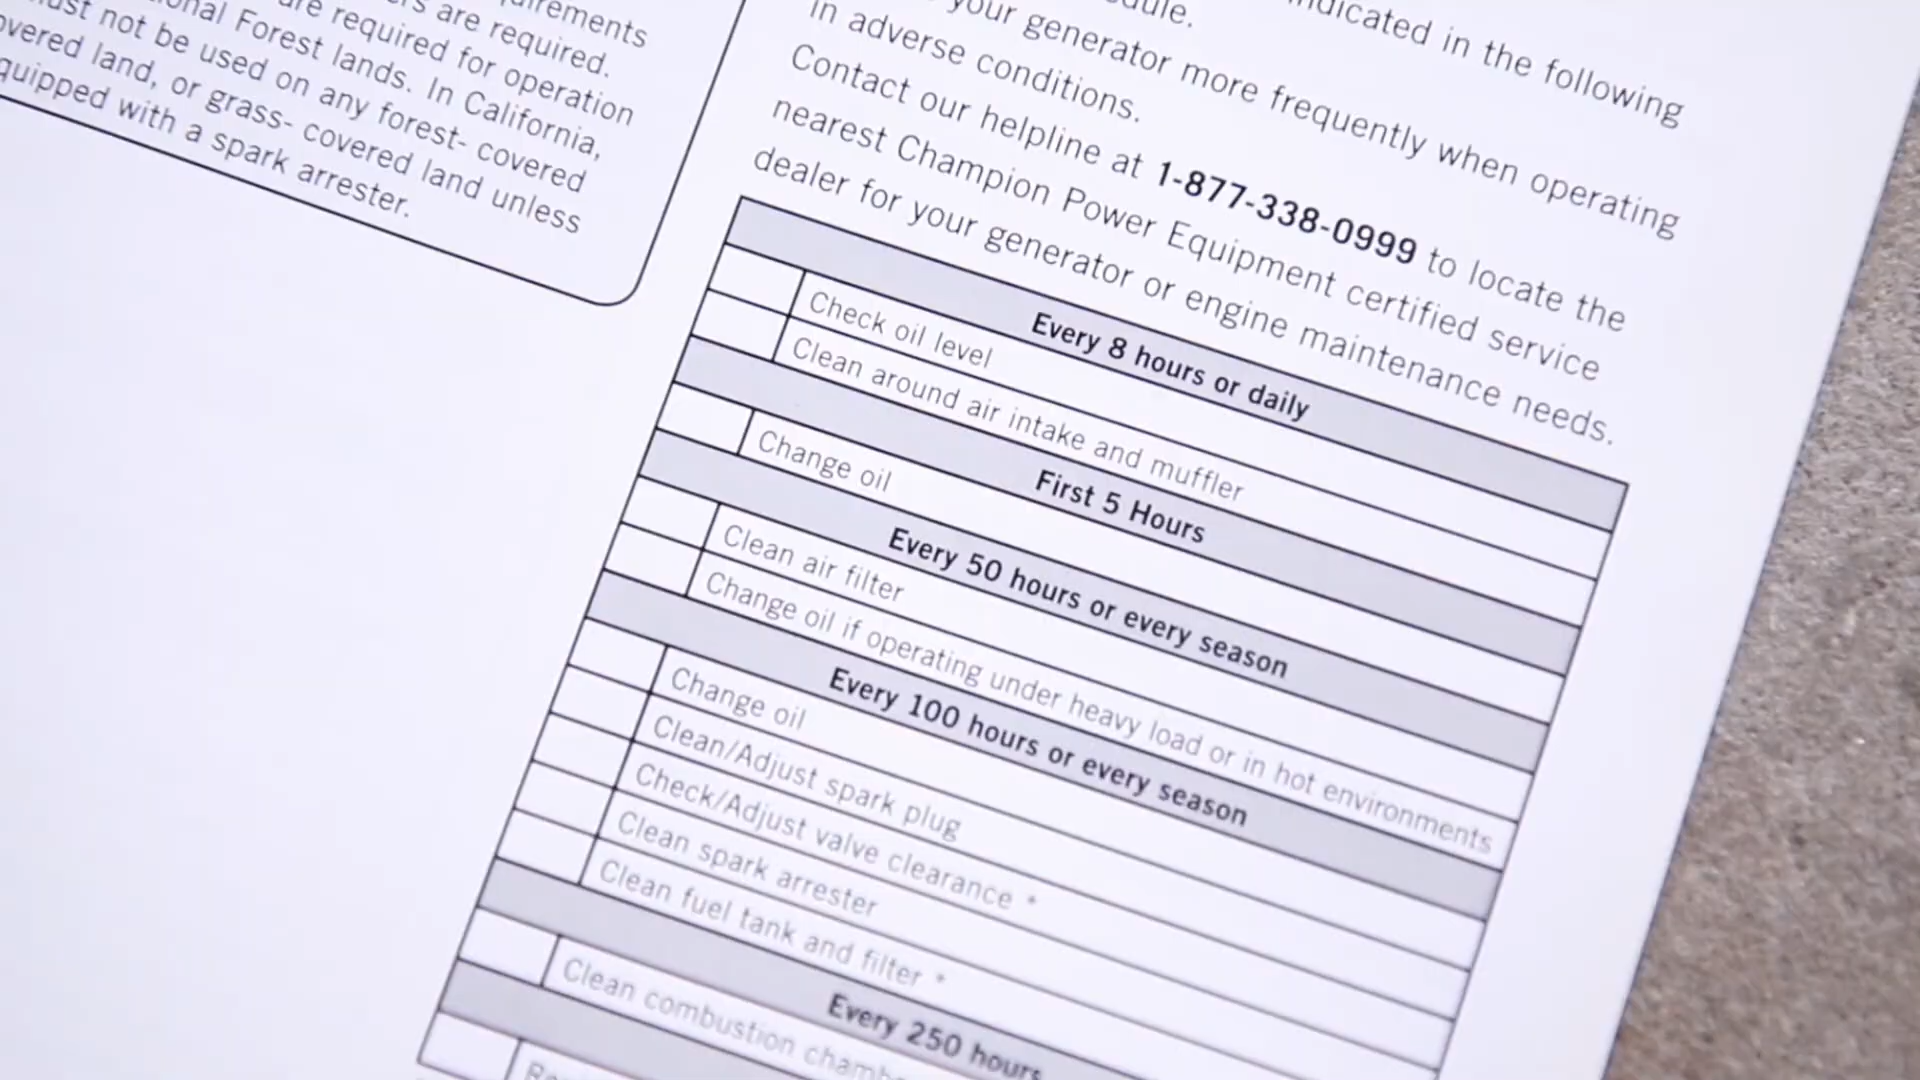 are required.
are required for operation
Forest lands. In California,
must not be used on any forest- covered
land, or grass- covered land unless
equipped with a spark arrester.
indicated in the following
your generator more frequently when operating
in adverse conditions.
Contact our helpline at 1-877-338-0999 to locate the
nearest Champion Power Equipment certified service
dealer for your generator or engine maintenance needs.
Every 8 hours or daily
Check oil level
Clean around air intake and muffler
First 5 Hours
Change oil
Every 50 hours or every season
Clean air filter
Change oil if operating under heavy load or in hot environments
Every 100 hours or every season
Change oil
Clean/Adjust spark plug
Check/Adjust valve clearance *
Clean spark arrester
Clean fuel tank and filter *
Every 250 hours
Clean combustion